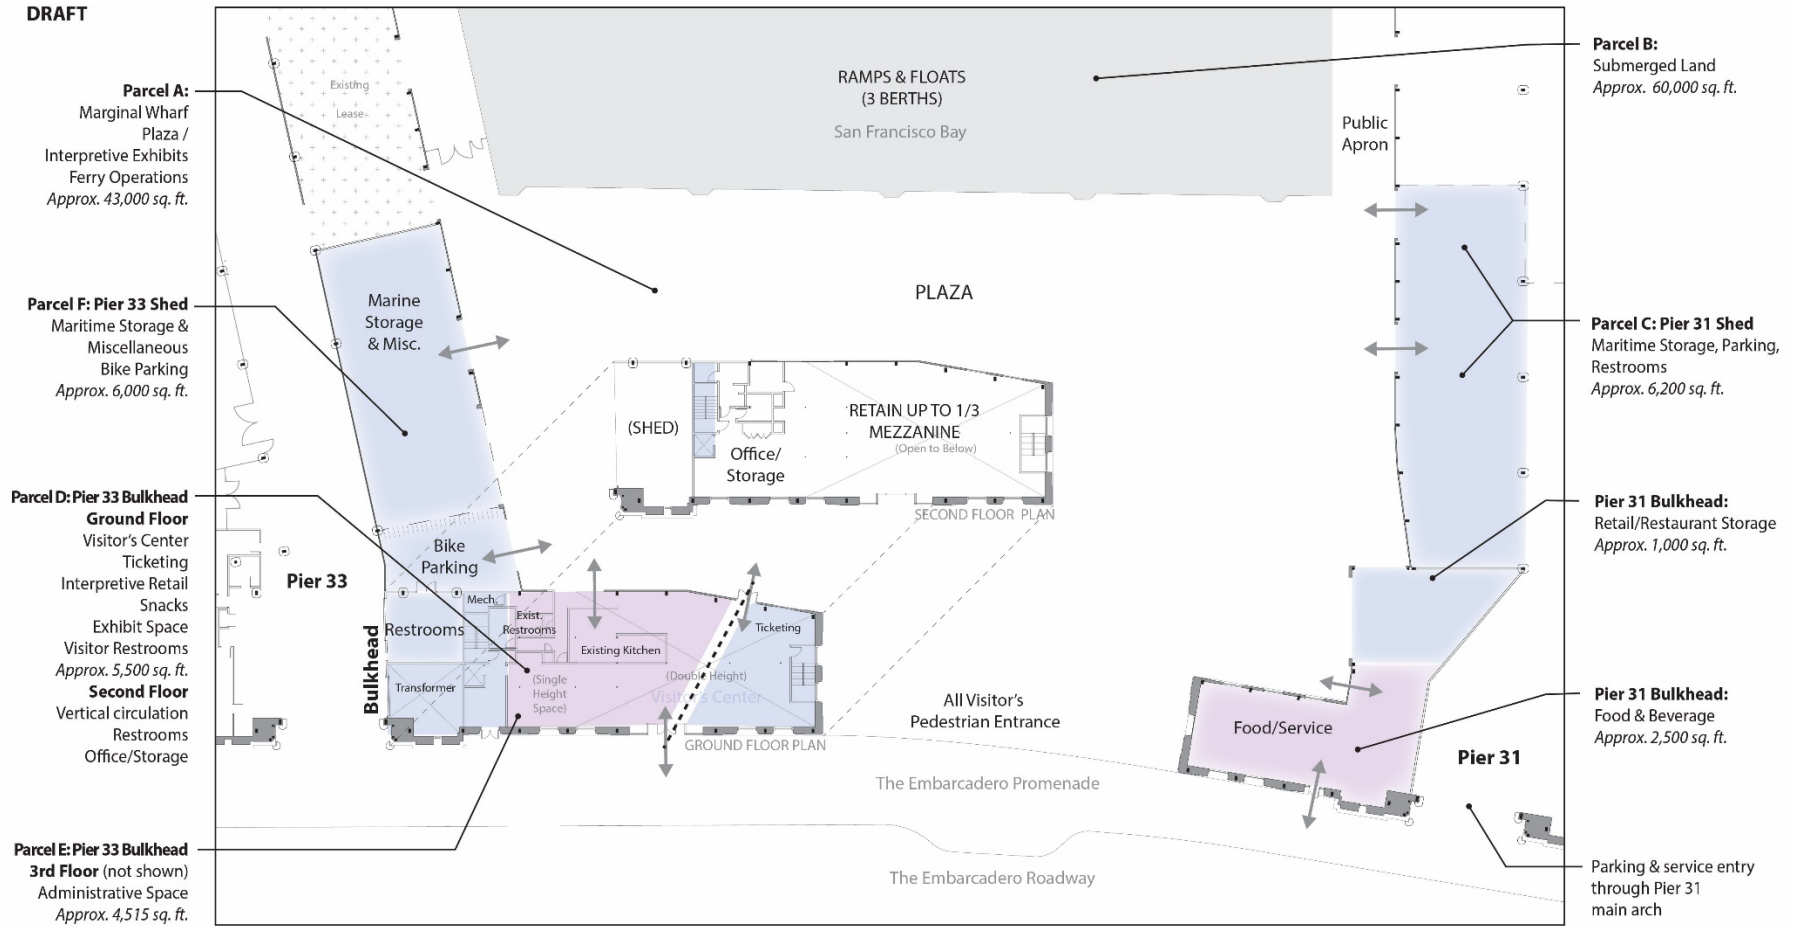 DRAFT
Parcel A:
Marginal Wharf
Plaza /
Interpretive Exhibits
Ferry Operations
Approx. 43,000 sq. ft.
Parcel F: Pier 33 Shed
Maritime Storage &
Miscellaneous
Bike Parking
Approx. 6,000 sq. ft.
Parcel D: Pier 33 Bulkhead
Ground Floor
Visitor's Center
Ticketing
Interpretive Retail
Snacks
Exhibit Space
Visitor Restrooms
Approx. 5,500 sq. ft.
Second Floor
Vertical circulation
Restrooms
Office/Storage
Parcel E: Pier 33 Bulkhead
3rd Floor (not shown)
Administrative Space
Approx. 4,515 sq. ft.
Existing
Lease
RAMPS & FLOATS
(3 BERTHS)
San Francisco Bay
Public
Apron
PLAZA
Marine
Storage
& Misc.
(SHED)
Office/
Storage
RETAIN UP TO 1/3
MEZZANINE
(Open to Below)
SECOND FLOOR PLAN
Bike
Parking
Pier 33
Bulkhead
Restrooms
Mech.
Exist.
Restrooms
Existing Kitchen
Ticketing
Transformer
(Single
Height
Space)
(Double Height)
Visitor's Center
GROUND FLOOR PLAN
All Visitor's
Pedestrian Entrance
Food/Service
Pier 31
The Embarcadero Promenade
The Embarcadero Roadway
Parcel B:
Submerged Land
Approx. 60,000 sq. ft.
Parcel C: Pier 31 Shed
Maritime Storage, Parking,
Restrooms
Approx. 6,200 sq. ft.
Pier 31 Bulkhead:
Retail/Restaurant Storage
Approx. 1,000 sq. ft.
Pier 31 Bulkhead:
Food & Beverage
Approx. 2,500 sq. ft.
Parking & service entry
through Pier 31
main arch